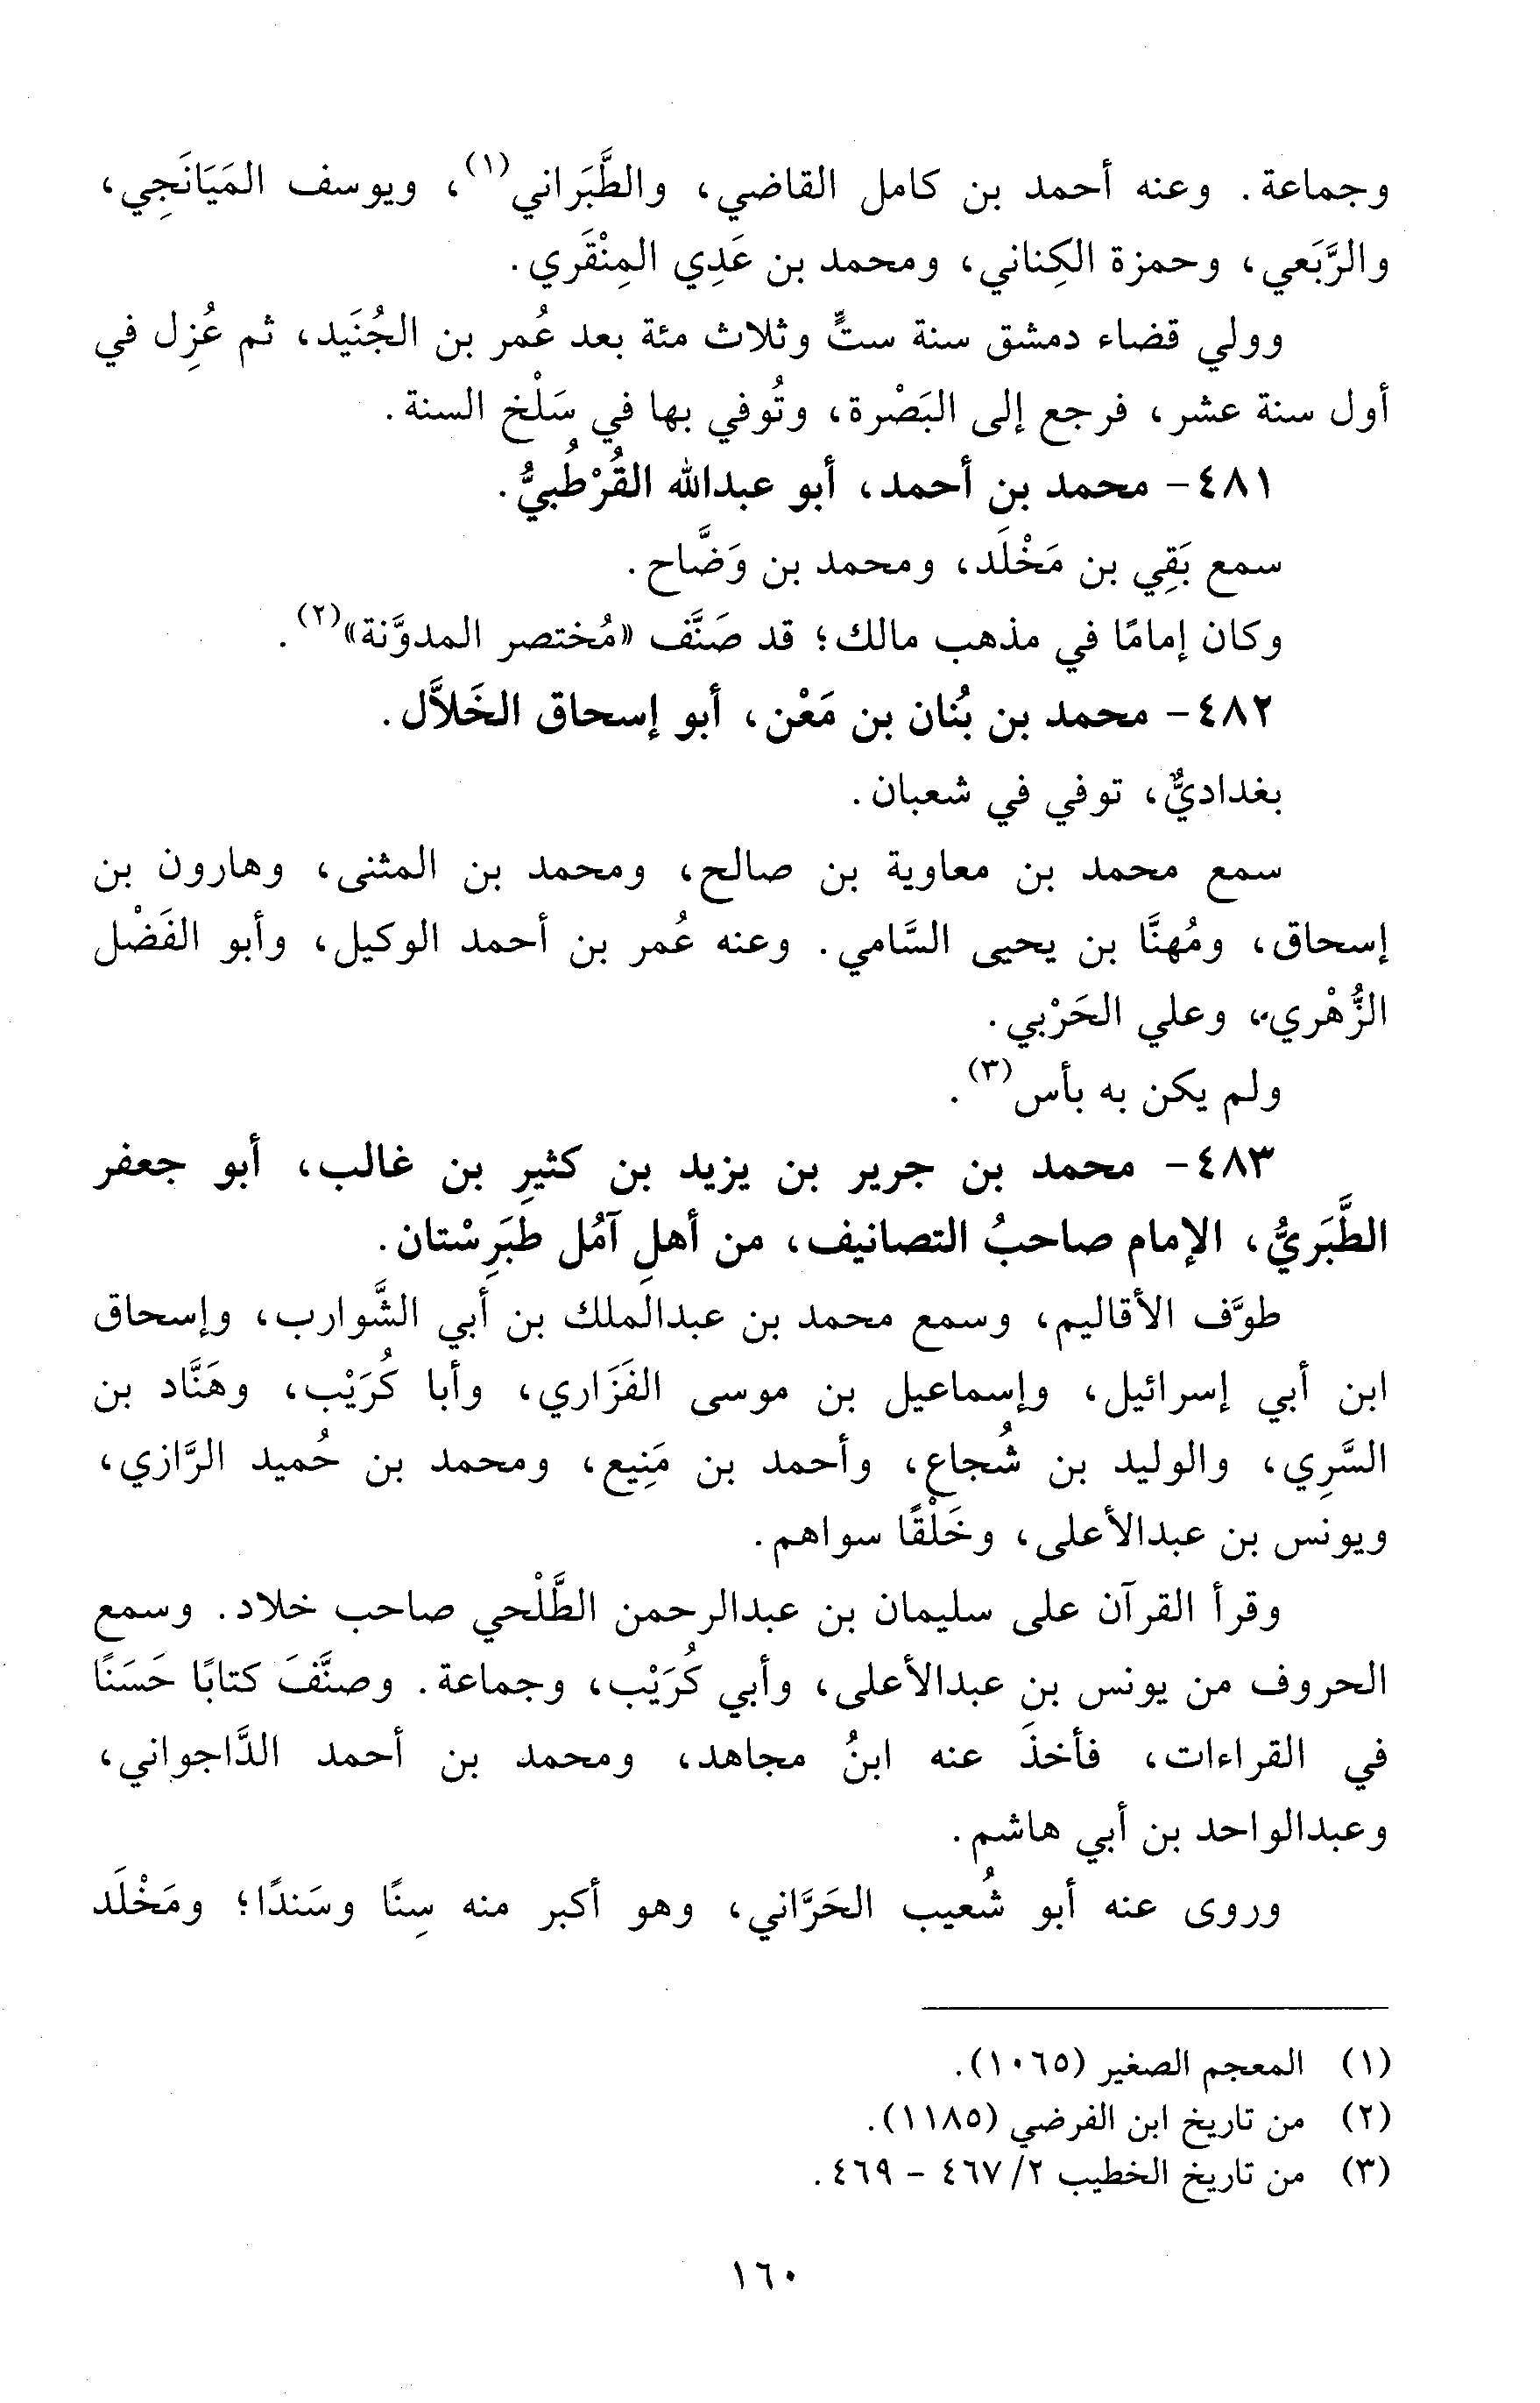 وجماعة. وعنه أحمد بن كامل القاضي، والطَّبَراني(١)، ويوسف المَيَانَجِي،
والرَّبَعي، وحمزة الكِناني، ومحمد بن عَدِي المِنْقَري.
وولي قضاء دمشق سنة ستٍّ وثلاث مئة بعد عُمر بن الجُنَيد، ثم عُزِل في
أول سنة عشر، فرجع إلى البَصْرة، وتُوفي بها في سَلْخ السنة.
٤٨١- محمد بن أحمد، أبو عبدالله القُرْطُبيُّ.
سمع بَقِي بن مَخْلَد، ومحمد بن وَضَّاح.
وكان إمامًا في مذهب مالك؛ قد صَنَّف «مُختصر المدوَّنة»(٢).
٤٨٢- محمد بن بُنان بن مَعْن، أبو إسحاق الخَلاَّل.
بغداديٌّ، توفي في شعبان.
سمع محمد بن معاوية بن صالح، ومحمد بن المثنى، وهارون بن
إسحاق، ومُهنَّا بن يحيى السَّامي. وعنه عُمر بن أحمد الوكيل، وأبو الفَضْل
الزُّهْري، وعلي الحَرْبي.
ولم يكن به بأس(٣).
٤٨٣- محمد بن جرير بن يزيد بن كثيرِ بن غالب، أبو جعفر
الطَّبَريُّ، الإمام صاحبُ التصانيف، من أهلِ آمُل طبَرِسْتان.
طوَّف الأقاليم، وسمع محمد بن عبدالملك بن أبي الشَّوارب، وإسحاق
ابن أبي إسرائيل، وإسماعيل بن موسى الفَزَاري، وأبا كُرَيْب، وهَنَّاد بن
السَّرِي، والوليد بن شُجاع، وأحمد بن مَنِيع، ومحمد بن حُميد الرَّازي،
ويونس بن عبدالأعلى، وخَلْقًا سواهم.
وقرأ القرآن على سليمان بن عبدالرحمن الطَّلْحي صاحب خلاد. وسمع
الحروف من يونس بن عبدالأعلى، وأبي كُرَيْب، وجماعة. وصنَّفَ كتابًا حَسَنًا
في القراءات، فأخذَ عنه ابنُ مجاهد، ومحمد بن أحمد الدَّاجواني،
وعبدالواحد بن أبي هاشم.
وروى عنه أبو شُعيب الحَرَّاني، وهو أكبر منه سِنًا وسَندًا؛ ومَخْلَد
(١) المعجم الصغير (١٠٦٥).
(٢) من تاريخ ابن الفرضي (١١٨٥).
(٣) من تاريخ الخطيب ٢/ ٤٦٧ - ٤٦٩.
١٦٠